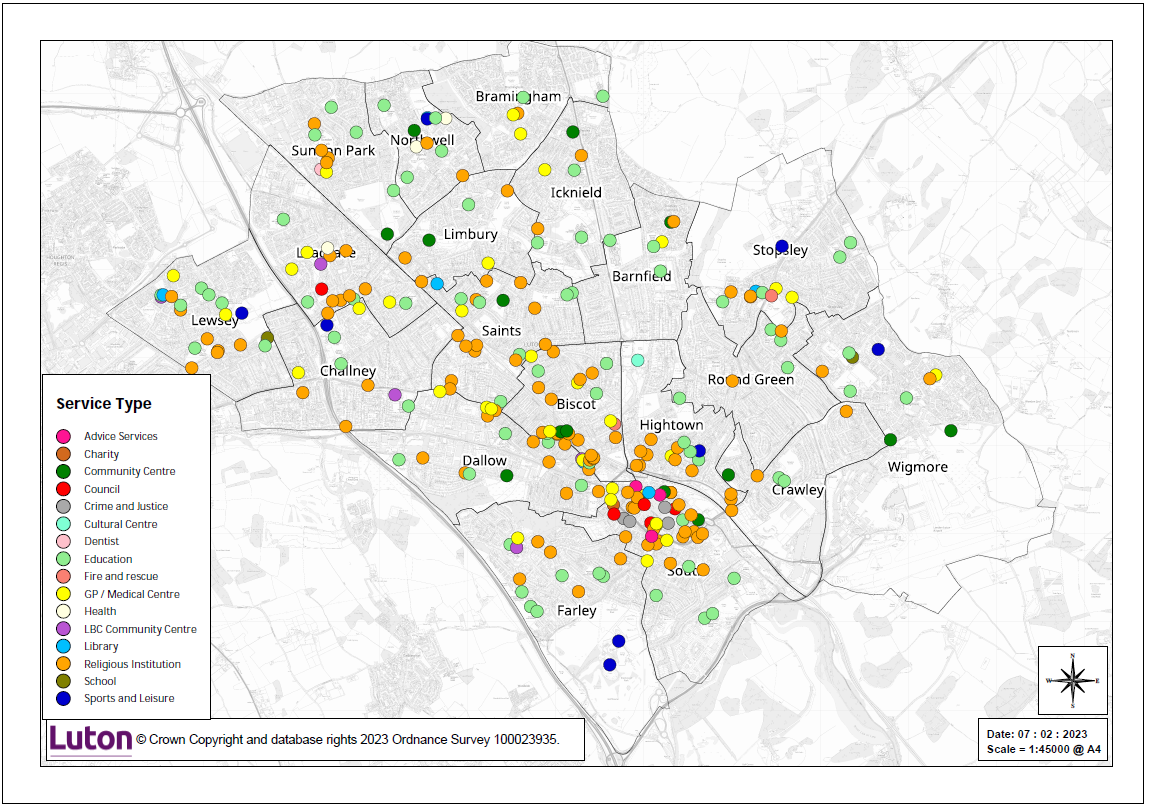 Bramingham
Northwell
Sundon Park
Icknield
Limbury
Stopsley
Leagrave
Barnfield
Lewsey
Saints
Challney
Round Green
Biscot
Hightown
Dallow
Wigmore
Crawley
South
Farley
Service Type
Advice Services
Charity
Community Centre
Council
Crime and Justice
Cultural Centre
Dentist
Education
Fire and rescue
GP / Medical Centre
Health
LBC Community Centre
Library
Religious Institution
School
Sports and Leisure
N
W E
S
Luton © Crown Copyright and database rights 2023 Ordnance Survey 100023935.
Date: 07 : 02 : 2023
Scale = 1:45000 @ A4